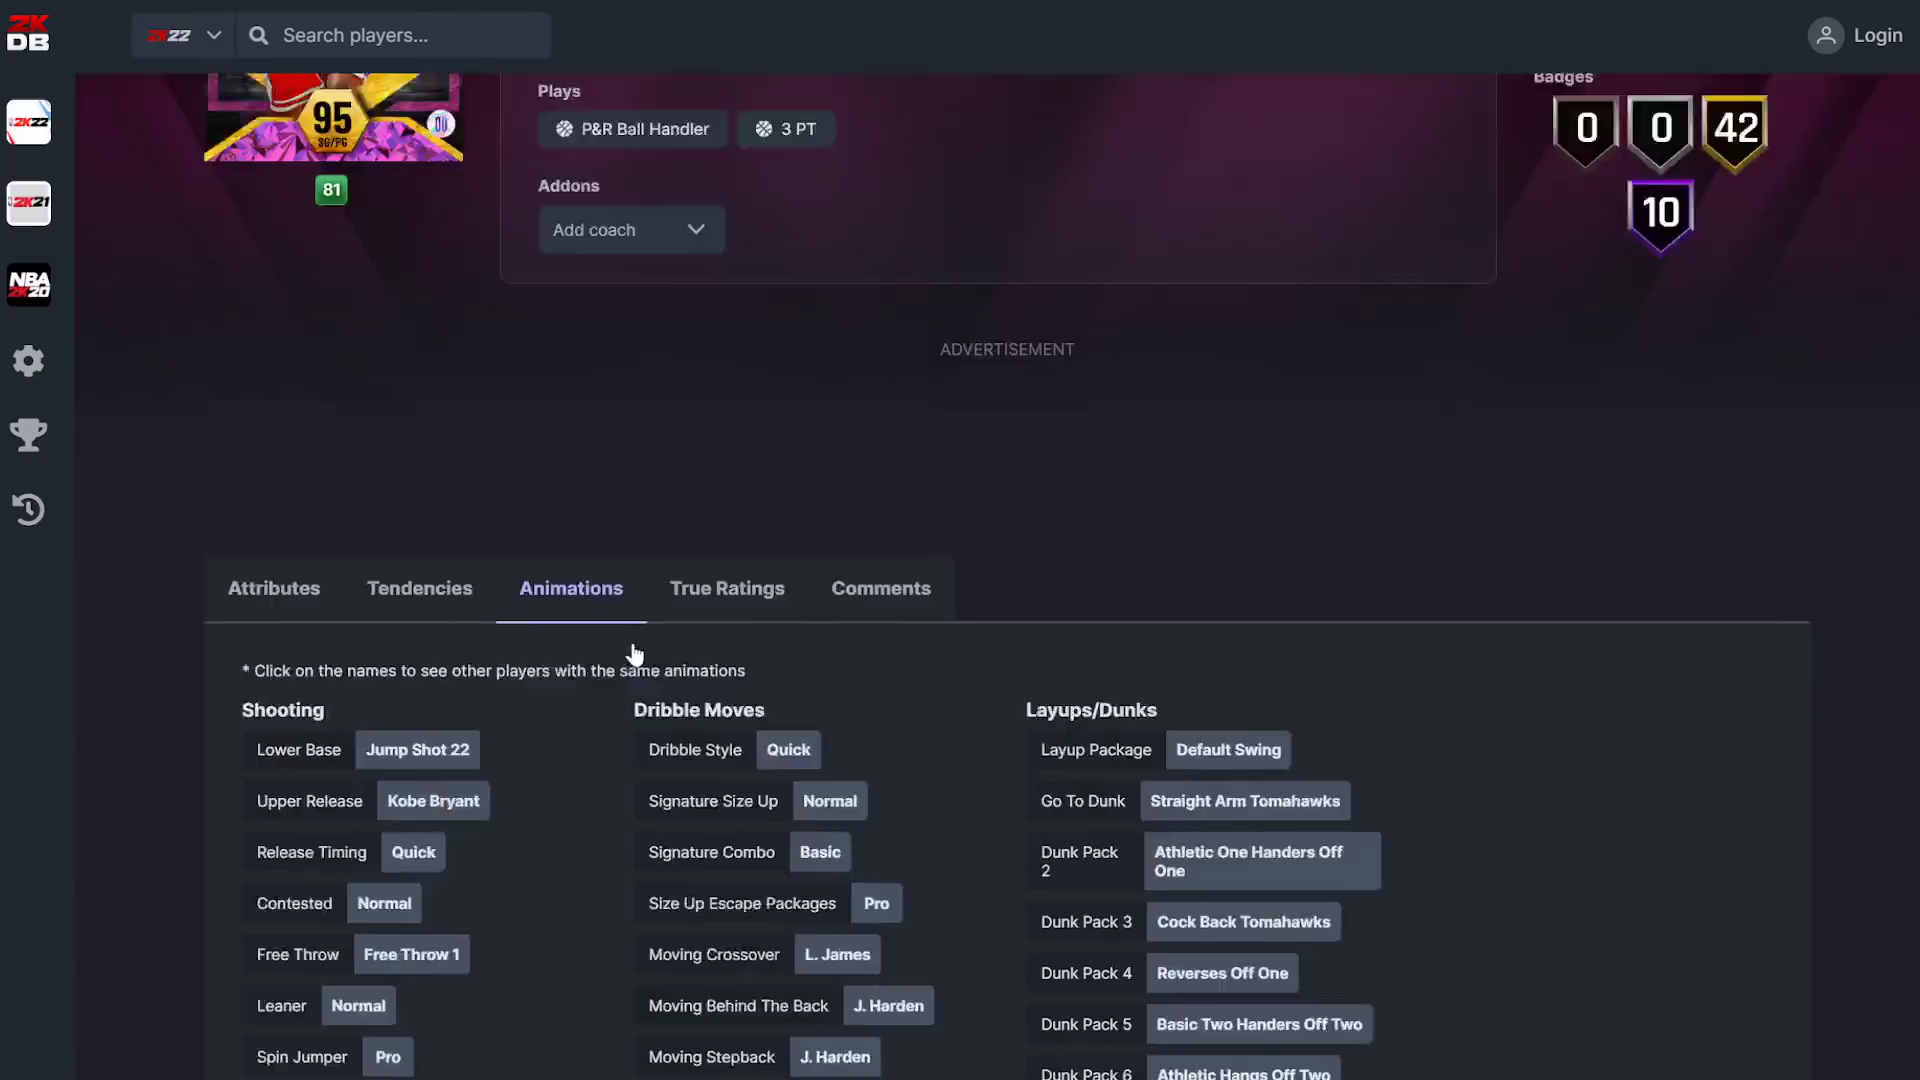 2K
DB
2K22
Search players...
Login
2K22
2K21
NBA
2K20
95
SG/PG
81
Plays
P&R Ball Handler
3 PT
Addons
Add coach
Badges
0
0
42
10
ADVERTISEMENT
Attributes
Tendencies
Animations
True Ratings
Comments
* Click on the names to see other players with the same animations
Shooting
Lower Base Jump Shot 22
Upper Release Kobe Bryant
Release Timing Quick
Contested Normal
Free Throw Free Throw 1
Leaner Normal
Spin Jumper Pro
Dribble Moves
Dribble Style Quick
Signature Size Up Normal
Signature Combo Basic
Size Up Escape Packages Pro
Moving Crossover L. James
Moving Behind The Back J. Harden
Moving Stepback J. Harden
Layups/Dunks
Layup Package Default Swing
Go To Dunk Straight Arm Tomahawks
Dunk Pack
2
Athletic One Handers Off
One
Dunk Pack 3 Cock Back Tomahawks
Dunk Pack 4 Reverses Off One
Dunk Pack 5 Basic Two Handers Off Two
Dunk Pack 6 Athletic Hangs Off Two